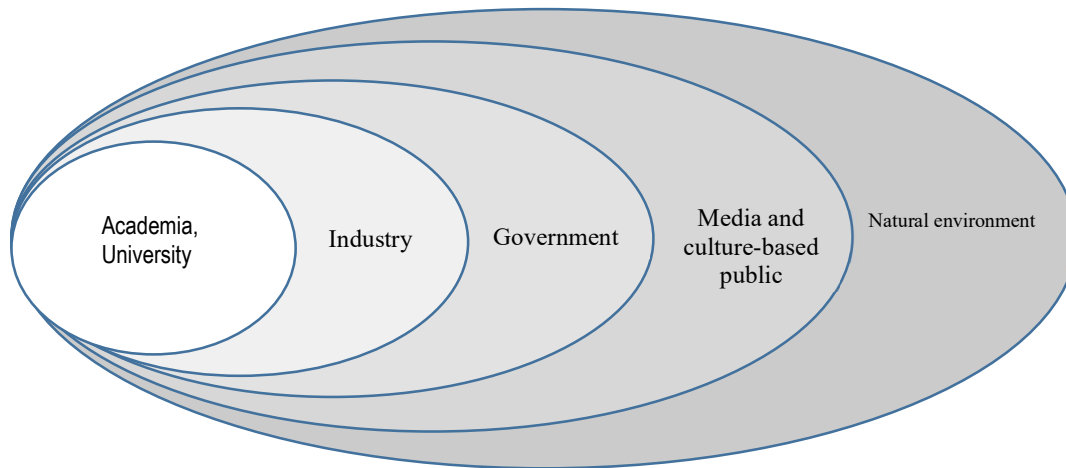 Academia,
University
Industry
Government
Media and
culture-based
public
Natural environment